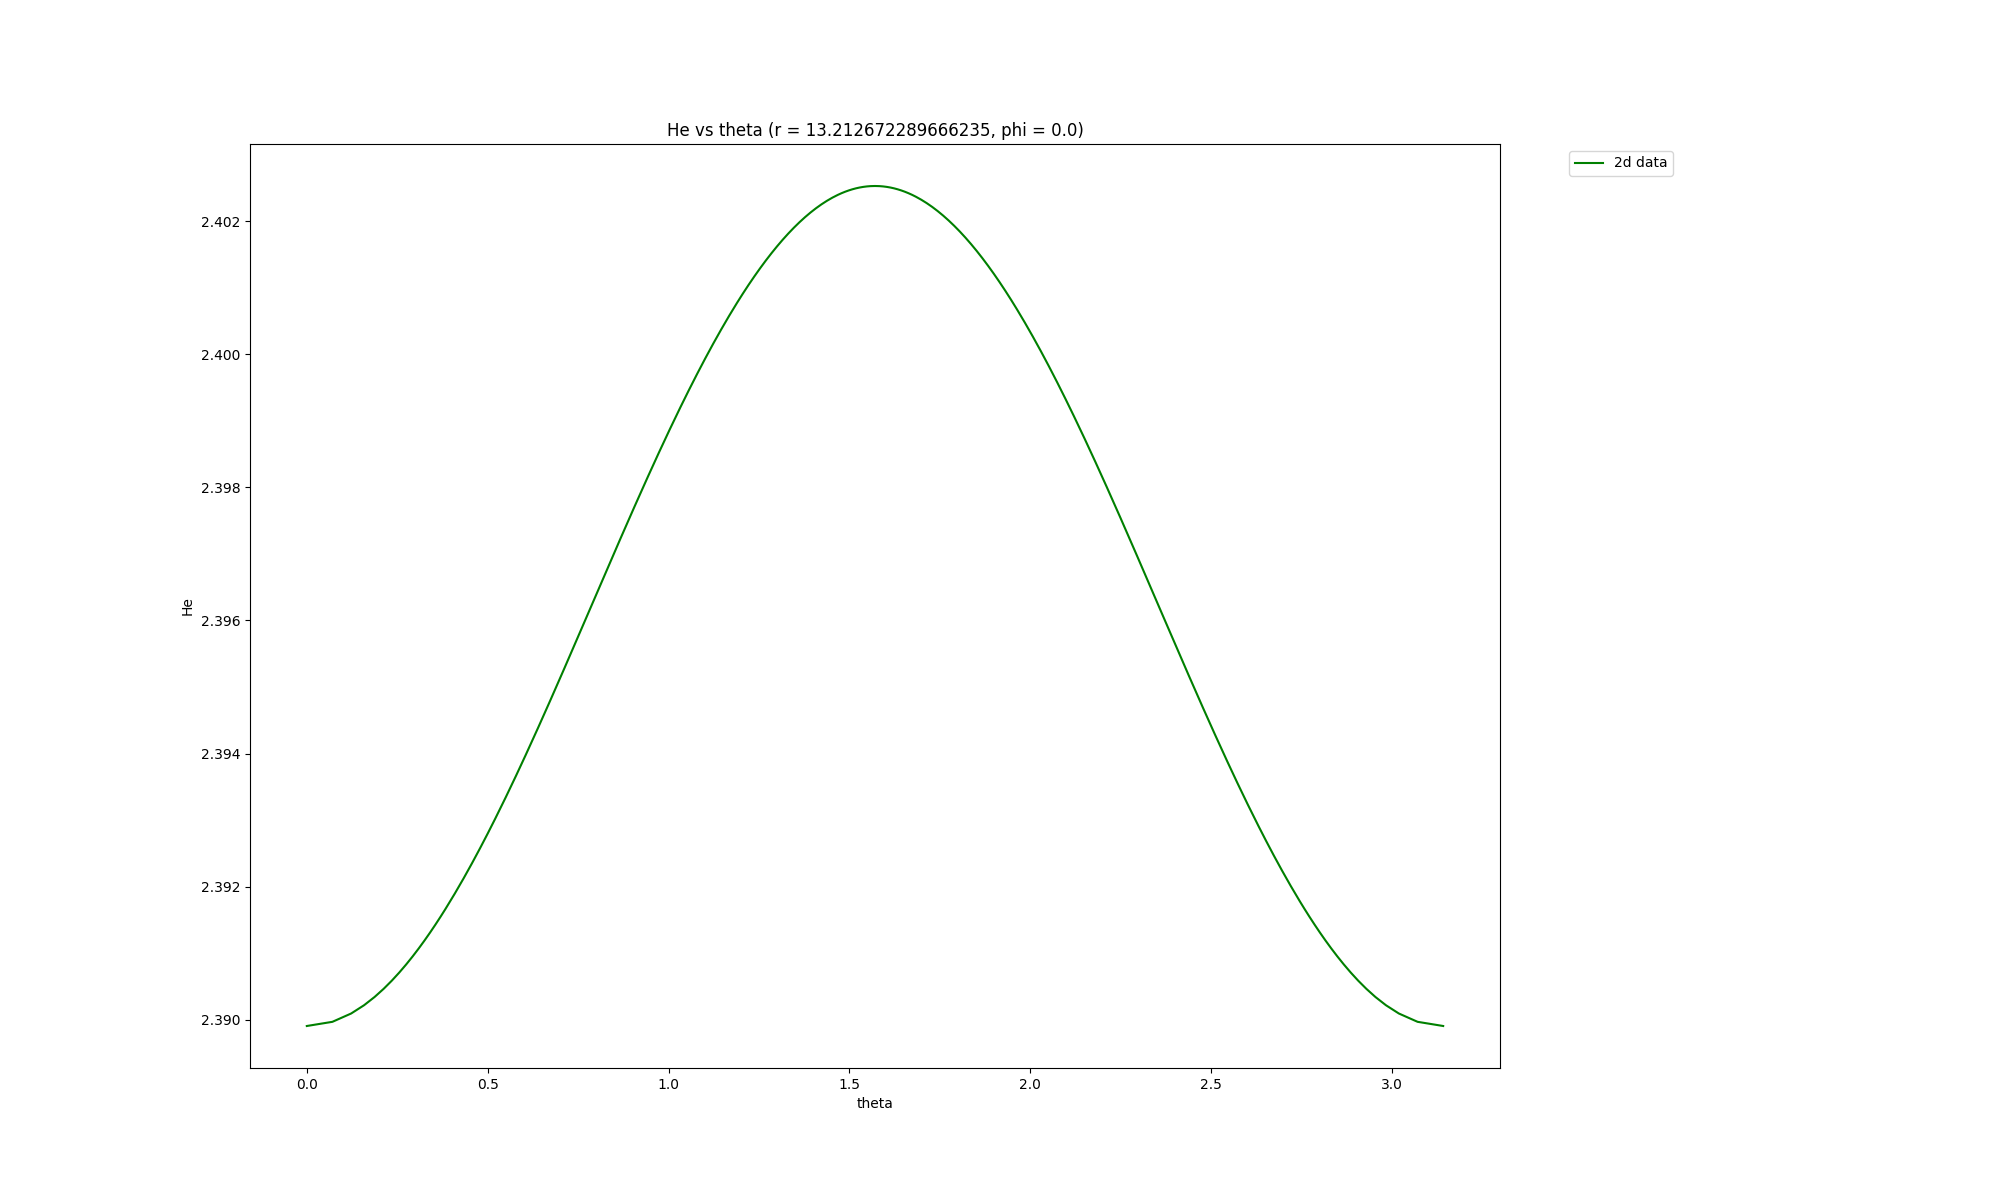 He vs theta (r = 13.212672289666235, phi = 0.0)
2d data
2.402
2.400
2.398
2.396
2.394
2.392
2.390
He
0.0 0.5 1.0 1.5 2.0 2.5 3.0
theta